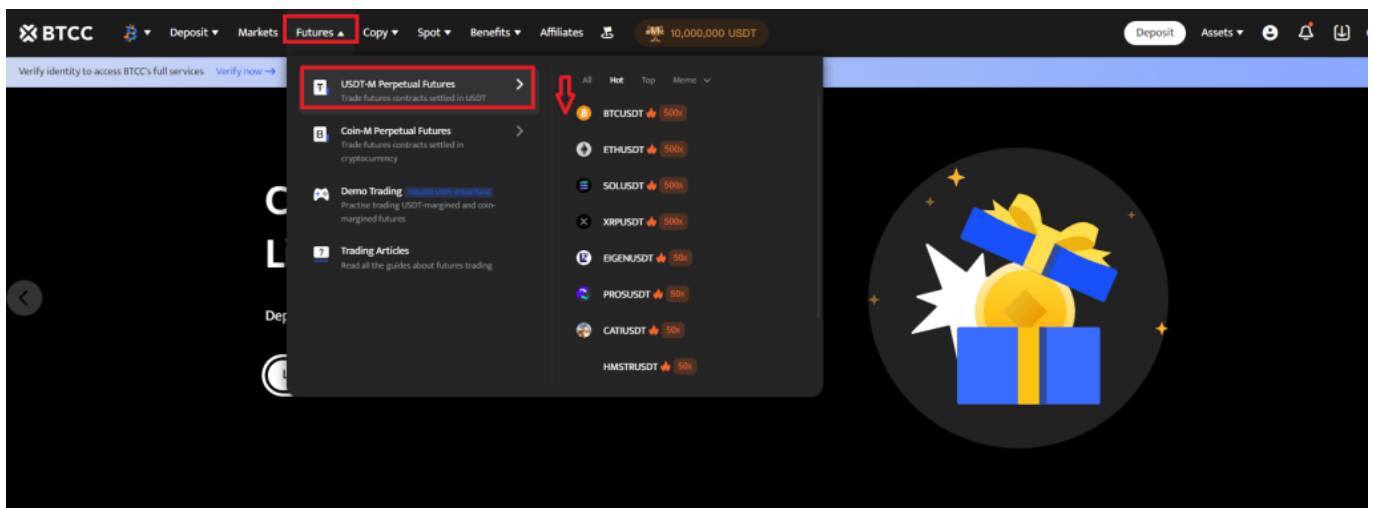 BTCC Deposit Markets Futures Copy Spot Benefits Affiliates 10,000,000 USDT Deposit Assets
Verify identity to access BTCC's full services Verify now →
USDT-M Perpetual Futures
Trade futures contracts settled in USDT
Coin-M Perpetual Futures
Trade futures contracts settled in
cryptocurrency
Demo Trading
Practise trading USDT-margined and coin-
margined futures
Trading Articles
Read all the guides about futures trading
All Hot Top Meme
BTCUSDT 500x
ETHUSDT 500x
SOLUSDT 500x
XRPUSDT 500x
EIGENUSDT 50x
PROSUSDT 50x
CATIUSDT 50x
HMSTRUSDT 50x
C
L
Dep